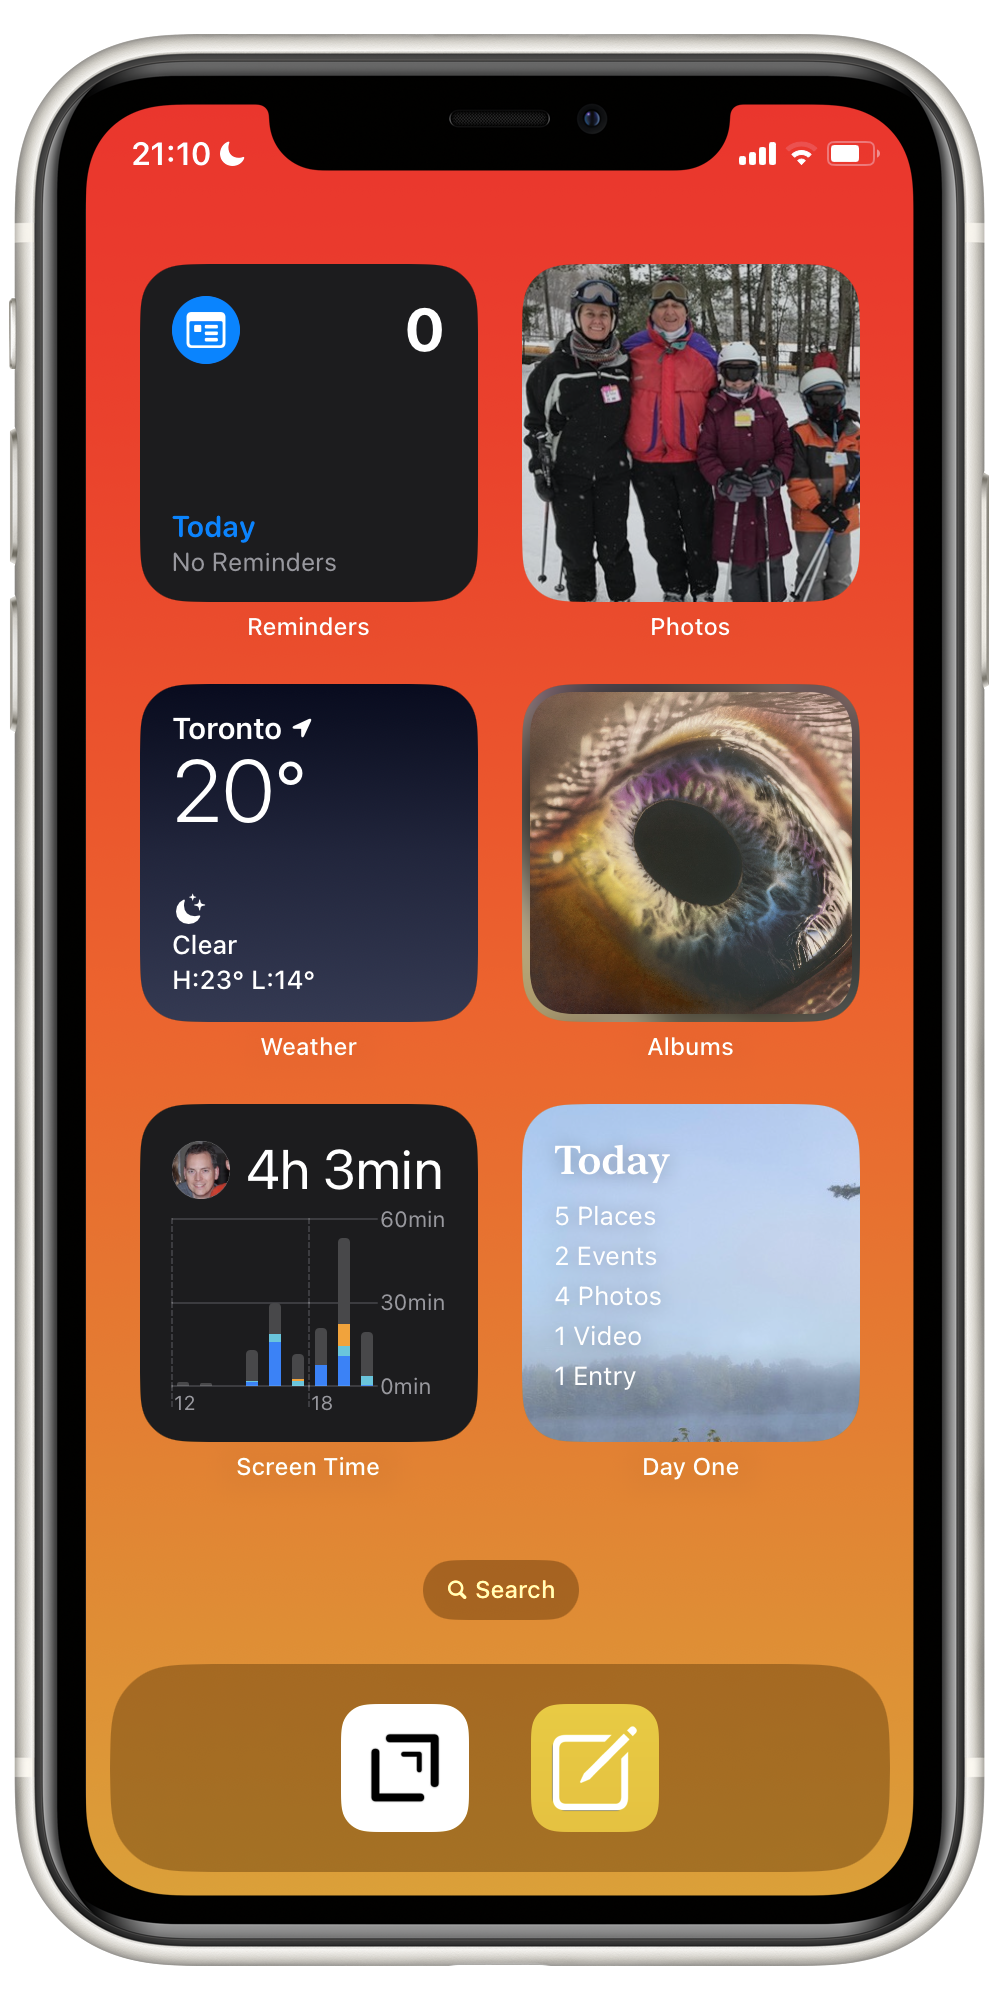 21:10
0
Today
No Reminders
Reminders
Photos
Toronto
20°
Clear
H:23° L:14°
Weather
Albums
4h 3min
60min
30min
0min
12
18
Screen Time
Today
5 Places
2 Events
4 Photos
1 Video
1 Entry
Day One
Search